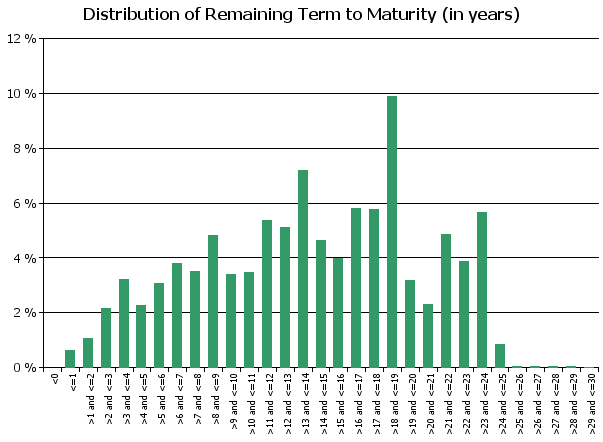 Distribution of Remaining Term to Maturity (in years)
12 %
10 %
8 %
6 %
4 %
2 %
0 %
<0
<=1
>1 and <=2
>2 and <=3
>3 and <=4
>4 and <=5
>5 and <=6
>6 and <=7
>7 and <=8
>8 and <=9
>9 and <=10
>10 and <=11
>11 and <=12
>12 and <=13
>13 and <=14
>14 and <=15
>15 and <=16
>16 and <=17
>17 and <=18
>18 and <=19
>19 and <=20
>20 and <=21
>21 and <=22
>22 and <=23
>23 and <=24
>24 and <=25
>25 and <=26
>26 and <=27
>27 and <=28
>28 and <=29
>29 and <=30